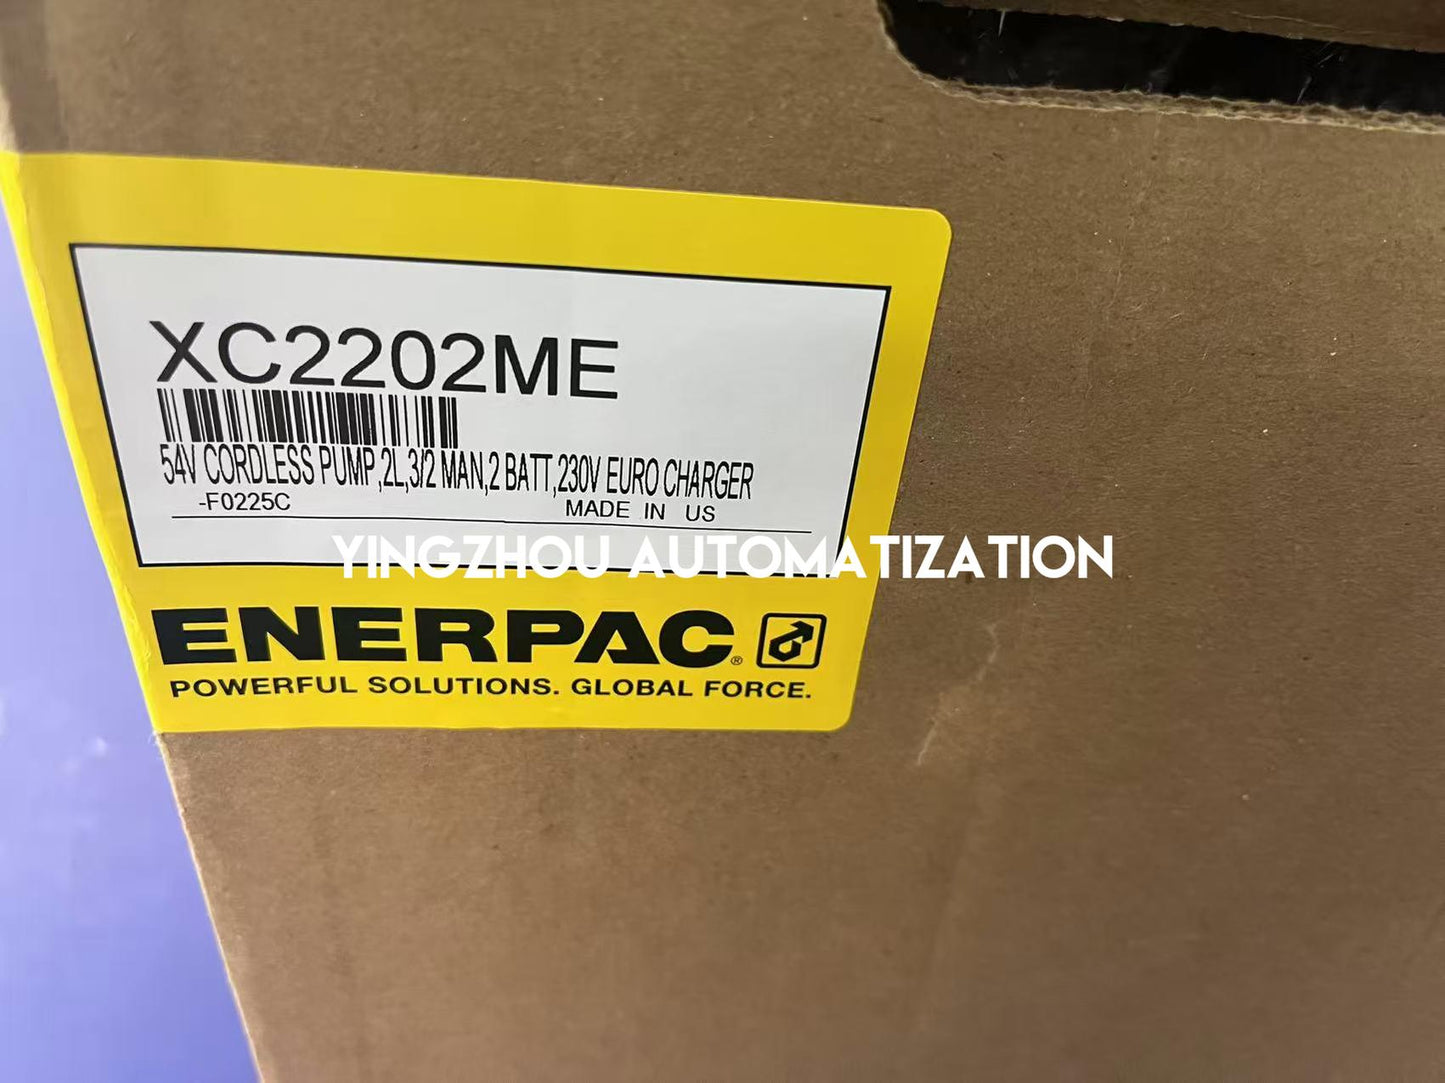 XC2202ME
54V CORDLESS PUMP,2L,3/2 MAN,2 BATT,230V EURO CHARGER
-F0225C MADE IN US
YINGZHOU AUTOMATIZATION
ENERPAC®
POWERFUL SOLUTIONS. GLOBAL FORCE.